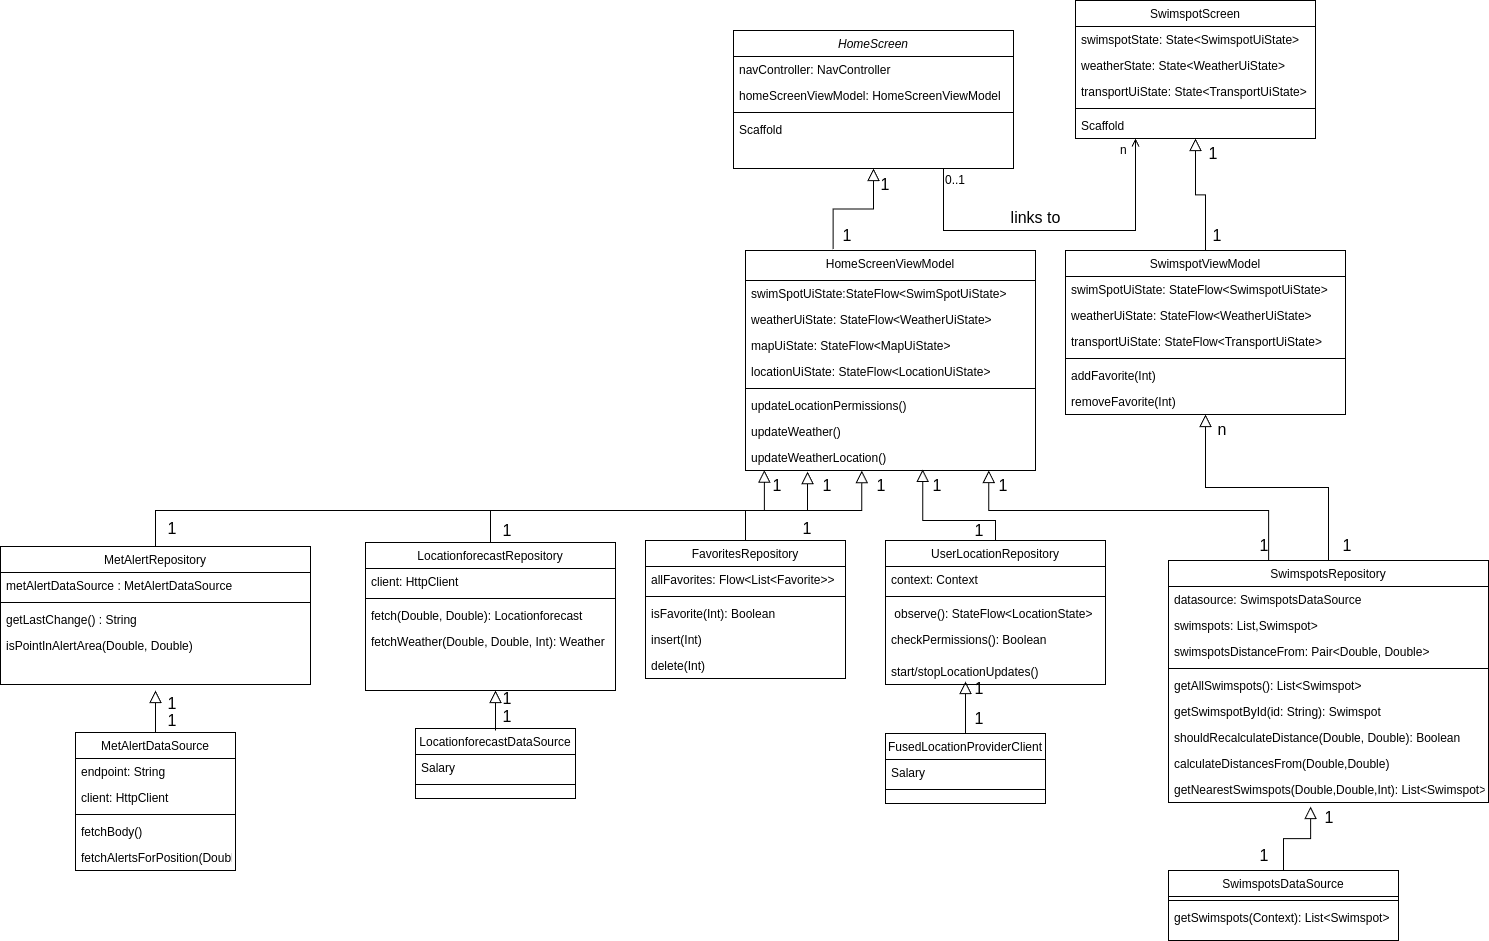 SwimspotScreen
swimspotState: State<SwimspotUiState>
weatherState: State<WeatherUiState>
transportUiState: State<TransportUiState>
Scaffold
HomeScreen
navController: NavController
homeScreenViewModel: HomeScreenViewModel
Scaffold
n
1
1
0..1
links to
1
1
HomeScreenViewModel
swimSpotUiState:StateFlow<SwimSpotUiState>
weatherUiState: StateFlow<WeatherUiState>
mapUiState: StateFlow<MapUiState>
locationUiState: StateFlow<LocationUiState>
updateLocationPermissions()
updateWeather()
updateWeatherLocation()
SwimspotViewModel
swimSpotUiState: StateFlow<SwimspotUiState>
weatherUiState: StateFlow<WeatherUiState>
transportUiState: StateFlow<TransportUiState>
addFavorite(Int)
removeFavorite(Int)
n
1
1
1
1
1
1
1
1
1
1
1
MetAlertRepository
metAlertDataSource : MetAlertDataSource
getLastChange() : String
isPointInAlertArea(Double, Double)
LocationforecastRepository
client: HttpClient
fetch(Double, Double): Locationforecast
fetchWeather(Double, Double, Int): Weather
FavoritesRepository
allFavorites: Flow<List<Favorite>>
isFavorite(Int): Boolean
insert(Int)
delete(Int)
UserLocationRepository
context: Context
observe(): StateFlow<LocationState>
checkPermissions(): Boolean
start/stopLocationUpdates()
SwimspotsRepository
datasource: SwimspotsDataSource
swimspots: List,Swimspot>
swimspotsDistanceFrom: Pair<Double, Double>
getAllSwimspots(): List<Swimspot>
getSwimspotById(id: String): Swimspot
shouldRecalculateDistance(Double, Double): Boolean
calculateDistancesFrom(Double,Double)
getNearestSwimspots(Double,Double,Int): List<Swimspot>
1
1
1
1
1
1
MetAlertDataSource
endpoint: String
client: HttpClient
fetchBody()
fetchAlertsForPosition(Doub
LocationforecastDataSource
Salary
FusedLocationProviderClient
Salary
1
1
SwimspotsDataSource
getSwimspots(Context): List<Swimspot>